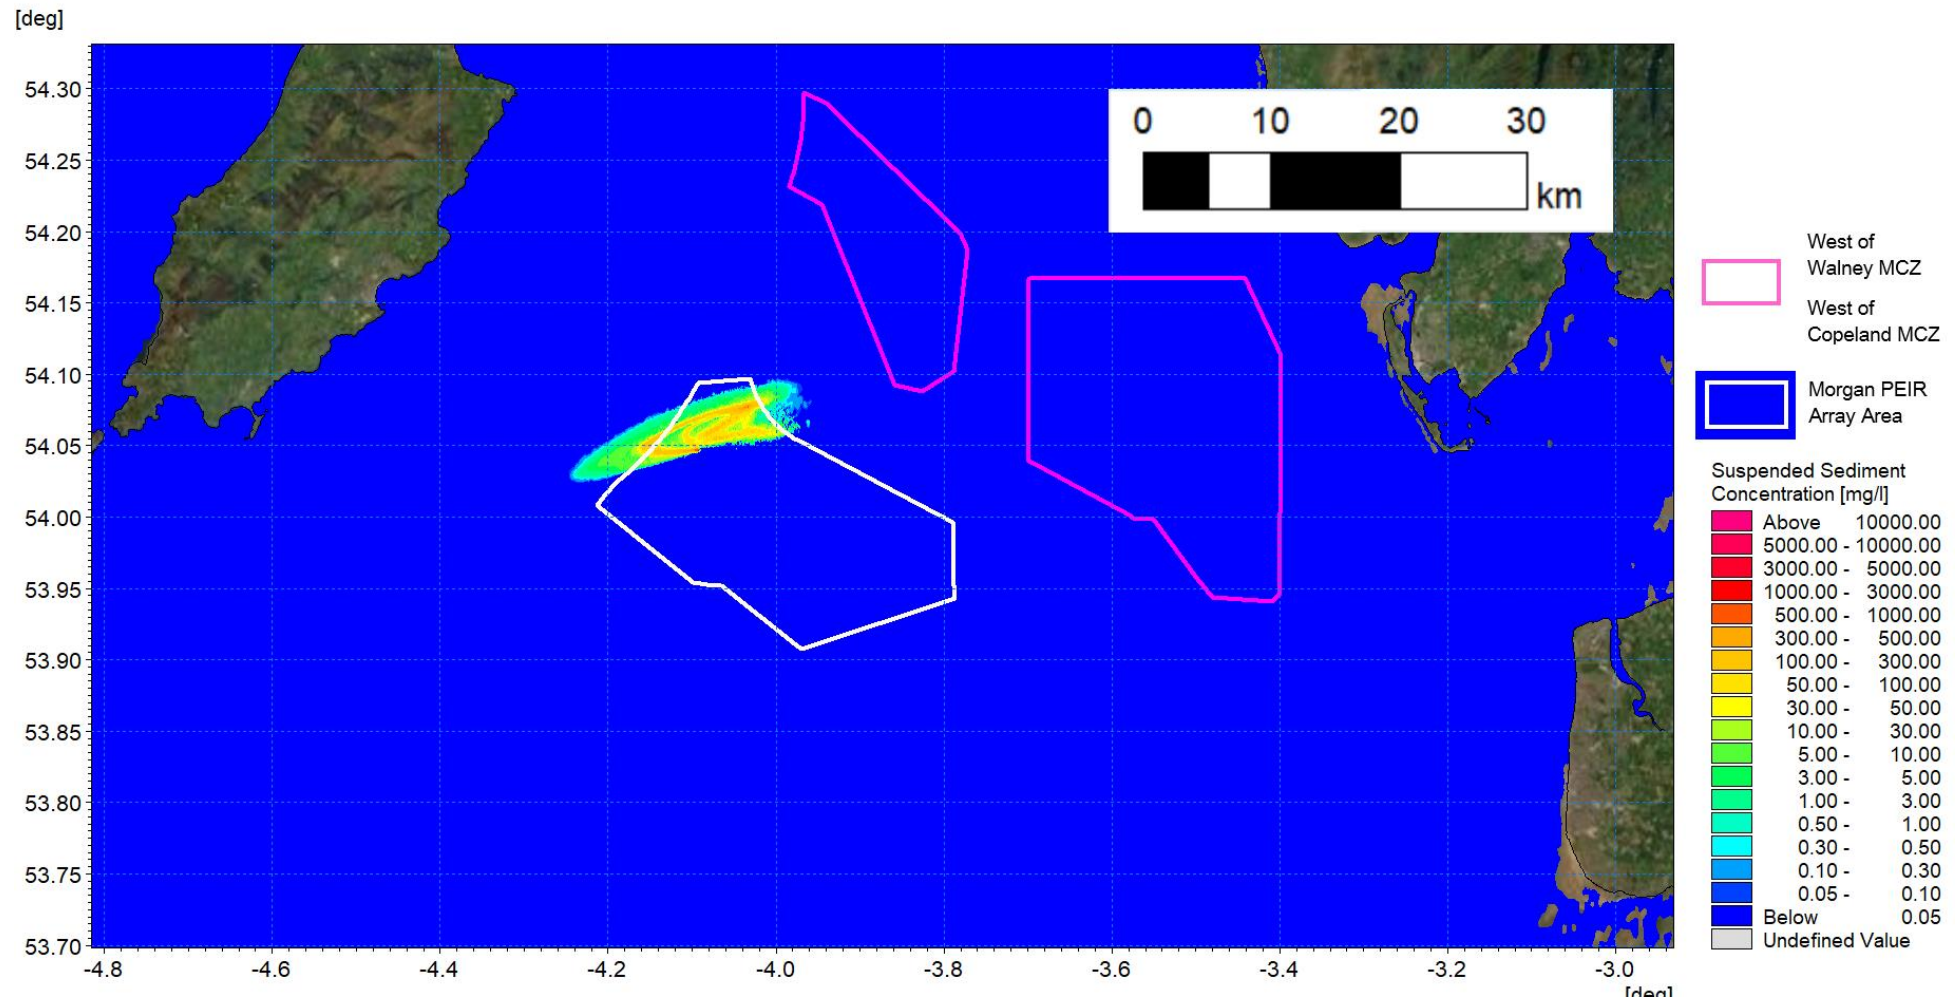 [deg]
54.30
54.25
54.20
54.15
54.10
54.05
54.00
53.95
53.90
53.85
53.80
53.75
53.70
-4.8 -4.6 -4.4 -4.2 -4.0 -3.8 -3.6 -3.4 -3.2 -3.0
[deg]
0 10 20 30
km
West of
Walney MCZ
West of
Copeland MCZ
Morgan PEIR
Array Area
Suspended Sediment
Concentration [mg/l]
Above 10000.00
5000.00 - 10000.00
3000.00 - 5000.00
1000.00 - 3000.00
500.00 - 1000.00
300.00 - 500.00
100.00 - 300.00
50.00 - 100.00
30.00 - 50.00
10.00 - 30.00
5.00 - 10.00
3.00 - 5.00
1.00 - 3.00
0.50 - 1.00
0.30 - 0.50
0.10 - 0.30
0.05 - 0.10
Below 0.05
Undefined Value